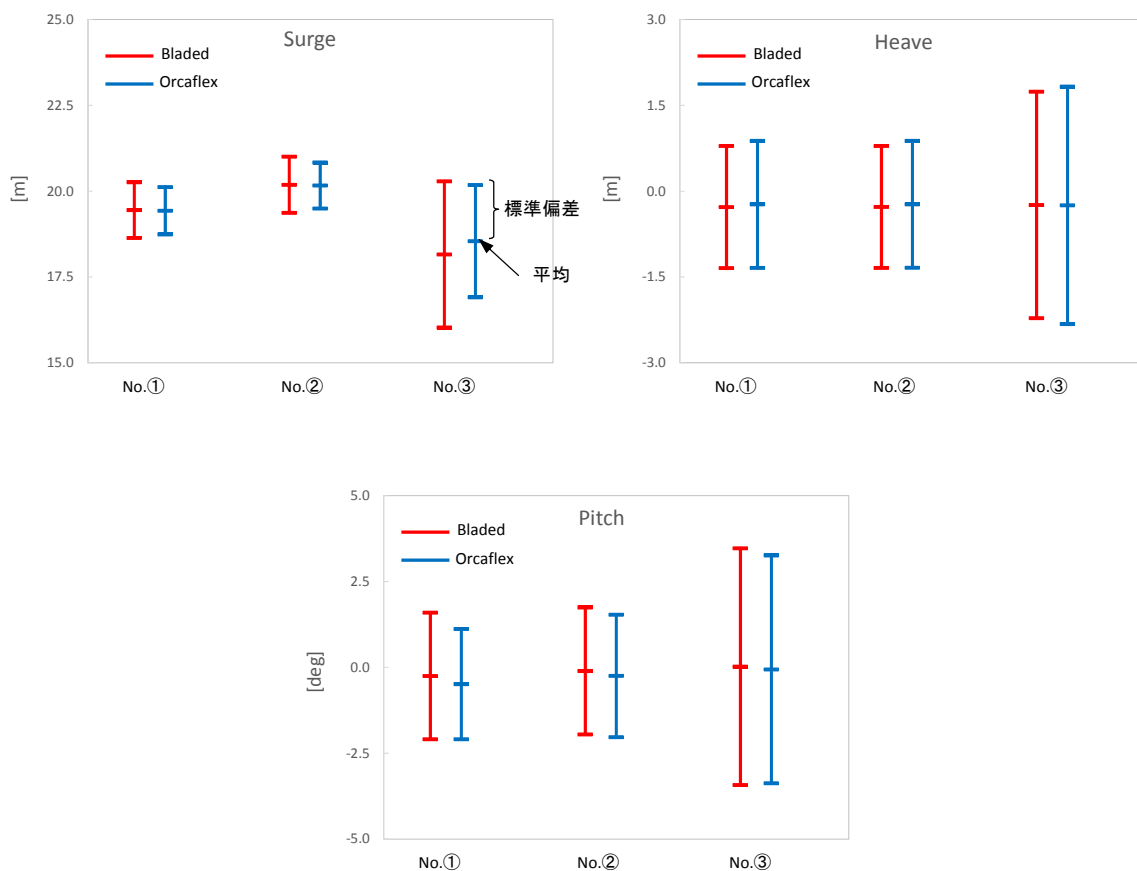 Surge
Bladed
Orcaflex
[m]
25.0
22.5
20.0
17.5
15.0
標準偏差
平均
No.①
No.②
No.③
Heave
Bladed
Orcaflex
[m]
3.0
1.5
0.0
-1.5
-3.0
No.①
No.②
No.③
Pitch
Bladed
Orcaflex
[deg]
5.0
2.5
0.0
-2.5
-5.0
No.①
No.②
No.③